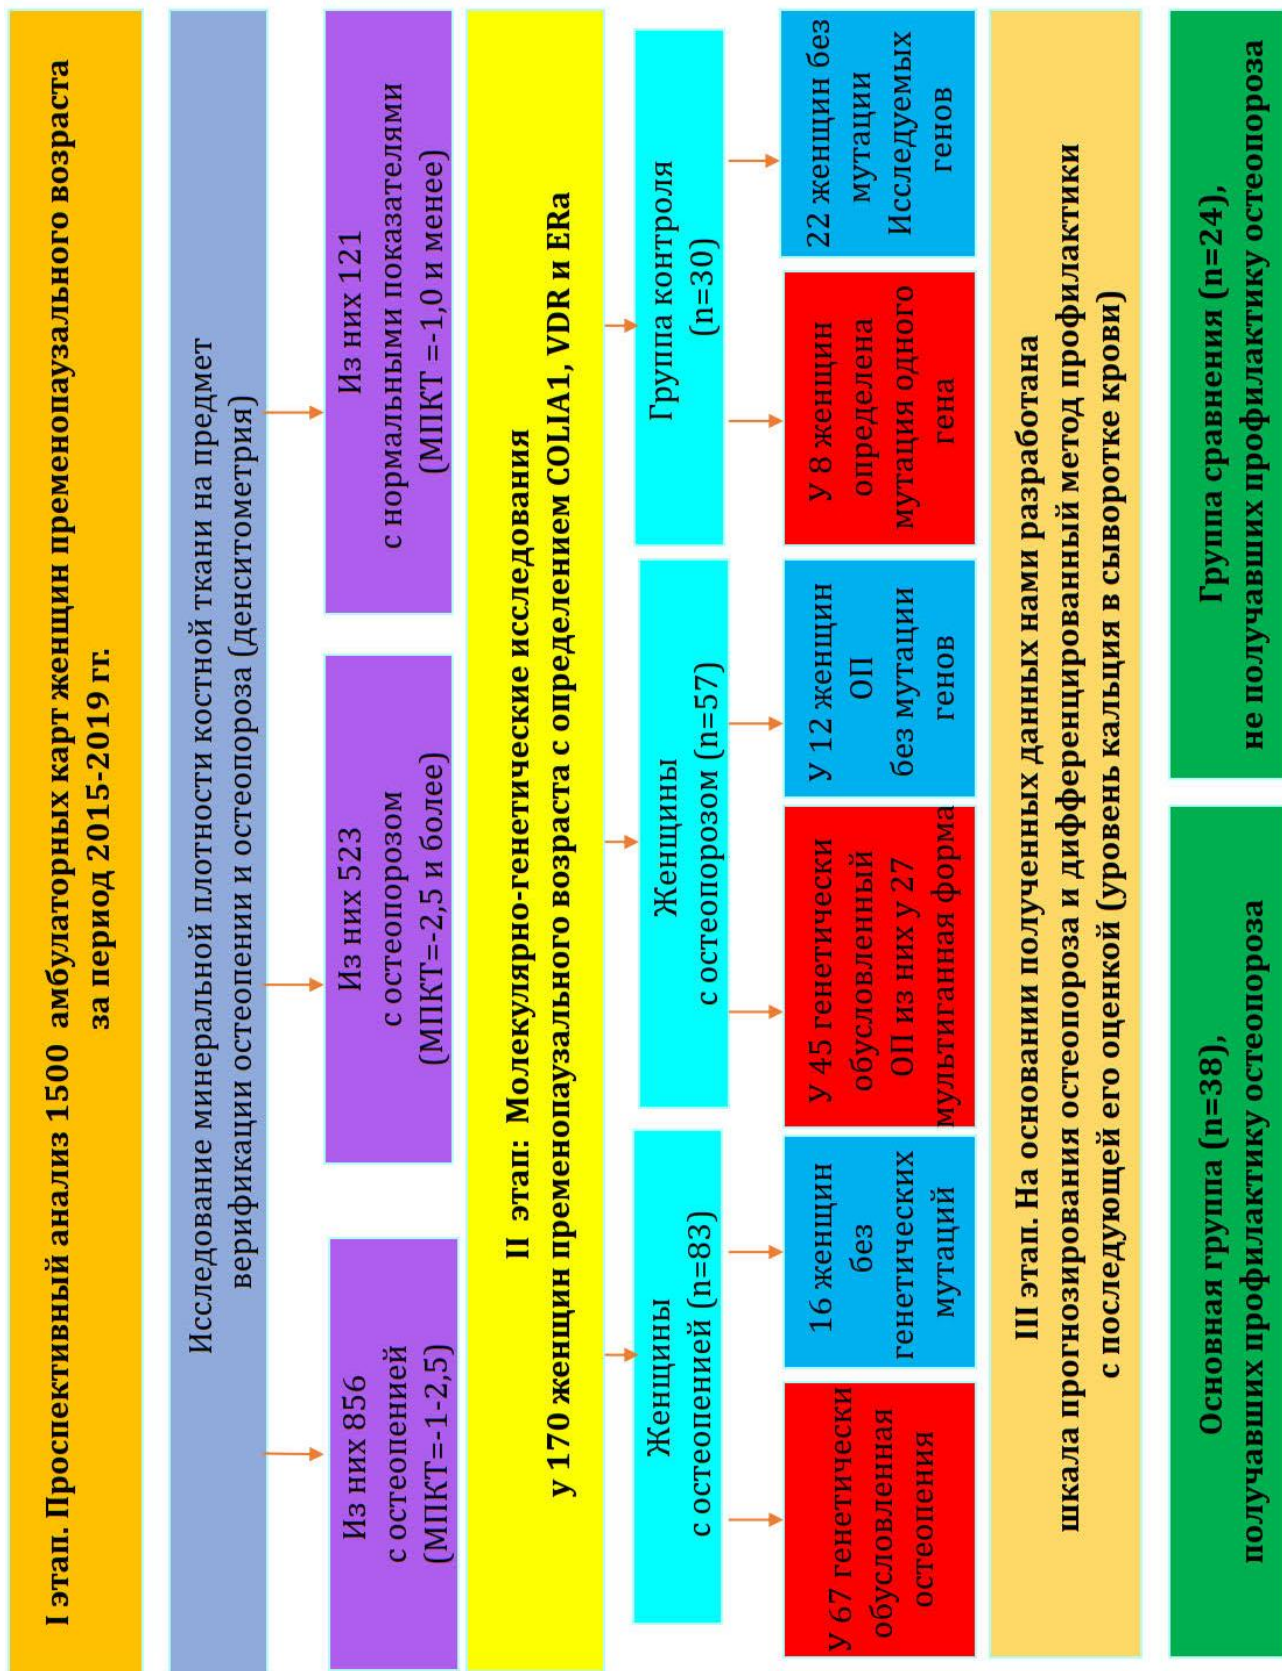 I этап. Проспективный анализ 1500 амбулаторных карт женщин пременопаузального возраста
за период 2015-2019 гг.
Исследование минеральной плотности костной ткани на предмет
верификации остеопении и остеопороза (денситометрия)
Из них 856
с остеопенией
(МПКТ=-1-2,5)
Из них 523
с остеопорозом
(МПКТ=-2,5 и более)
Из них 121
с нормальными показателями
(МПКТ =-1,0 и менее)
II этап: Молекулярно-генетические исследования
у 170 женщин пременопаузального возраста с определением COLIA1, VDR и ERa
Женщины
с остеопенией (n=83)
Женщины
с остеопорозом (n=57)
Группа контроля
(n=30)
У 67 генетически
обусловленная
остеопения
16 женщин
без
генетических
мутаций
У 45 генетически
обусловленный
ОП из них у 27
мультиганная форма
У 12 женщин
ОП
без мутации
генов
У 8 женщин
определена
мутация одного
гена
22 женщин без
мутации
Исследуемых
генов
III этап. На основании полученных данных нами разработана
шкала прогнозирования остеопороза и дифференцированный метод профилактики
с последующей его оценкой (уровень кальция в сыворотке крови)
Основная группа (n=38),
получавших профилактику остеопороза
Группа сравнения (n=24),
не получавших профилактику остеопороза